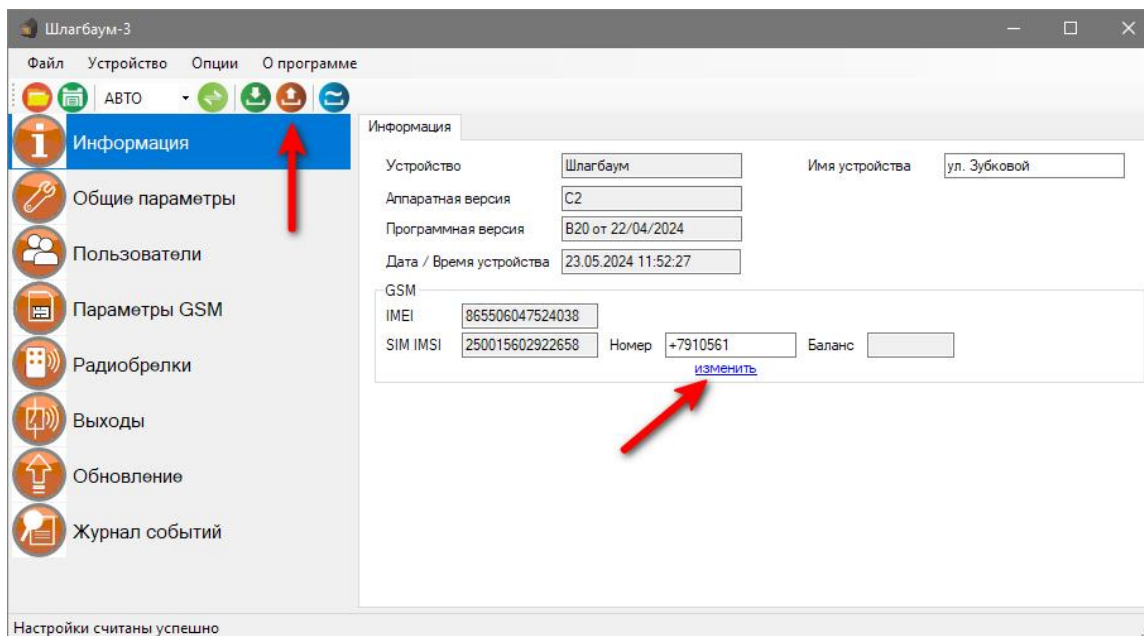 Шлагбаум-3
Файл Устройство Опции О программе
АВТО
Информация
Общие параметры
Пользователи
Параметры GSM
Радиобрелки
Выходы
Обновление
Журнал событий
Информация
Устройство Шлагбаум Имя устройства ул. Зубковой
Аппаратная версия C2
Программная версия B20 от 22/04/2024
Дата / Время устройства 23.05.2024 11:52:27
GSM
IMEI 865506047524038
SIM IMSI 250015602922658 Номер +7910561 Баланс
изменить
Настройки считаны успешно